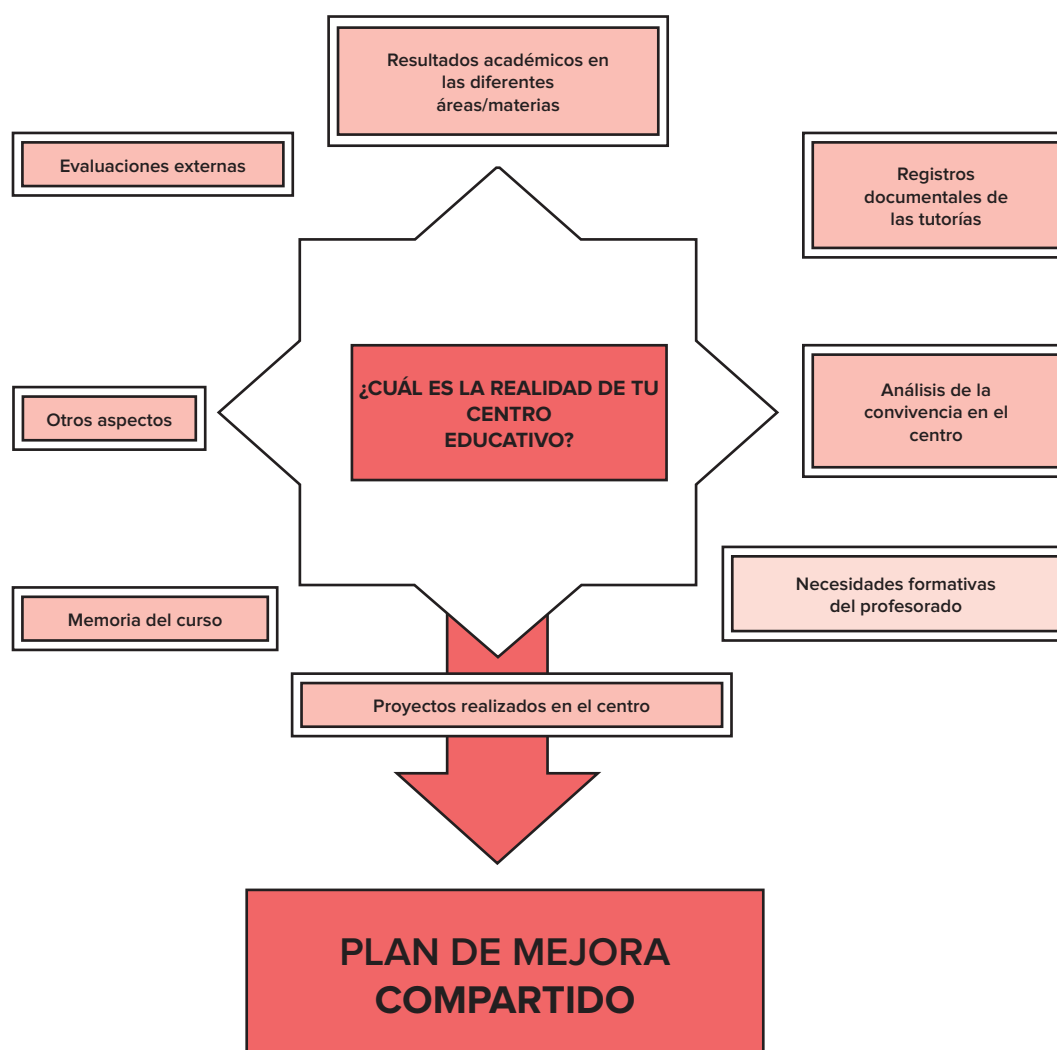 Resultados académicos en
las diferentes
áreas/materias
Evaluaciones externas
Registros
documentales de
las tutorías
¿CUÁL ES LA REALIDAD DE TU
CENTRO
EDUCATIVO?
Otros aspectos
Análisis de la
convivencia en el
centro
Necesidades formativas
del profesorado
Memoria del curso
Proyectos realizados en el centro
PLAN DE MEJORA
COMPARTIDO